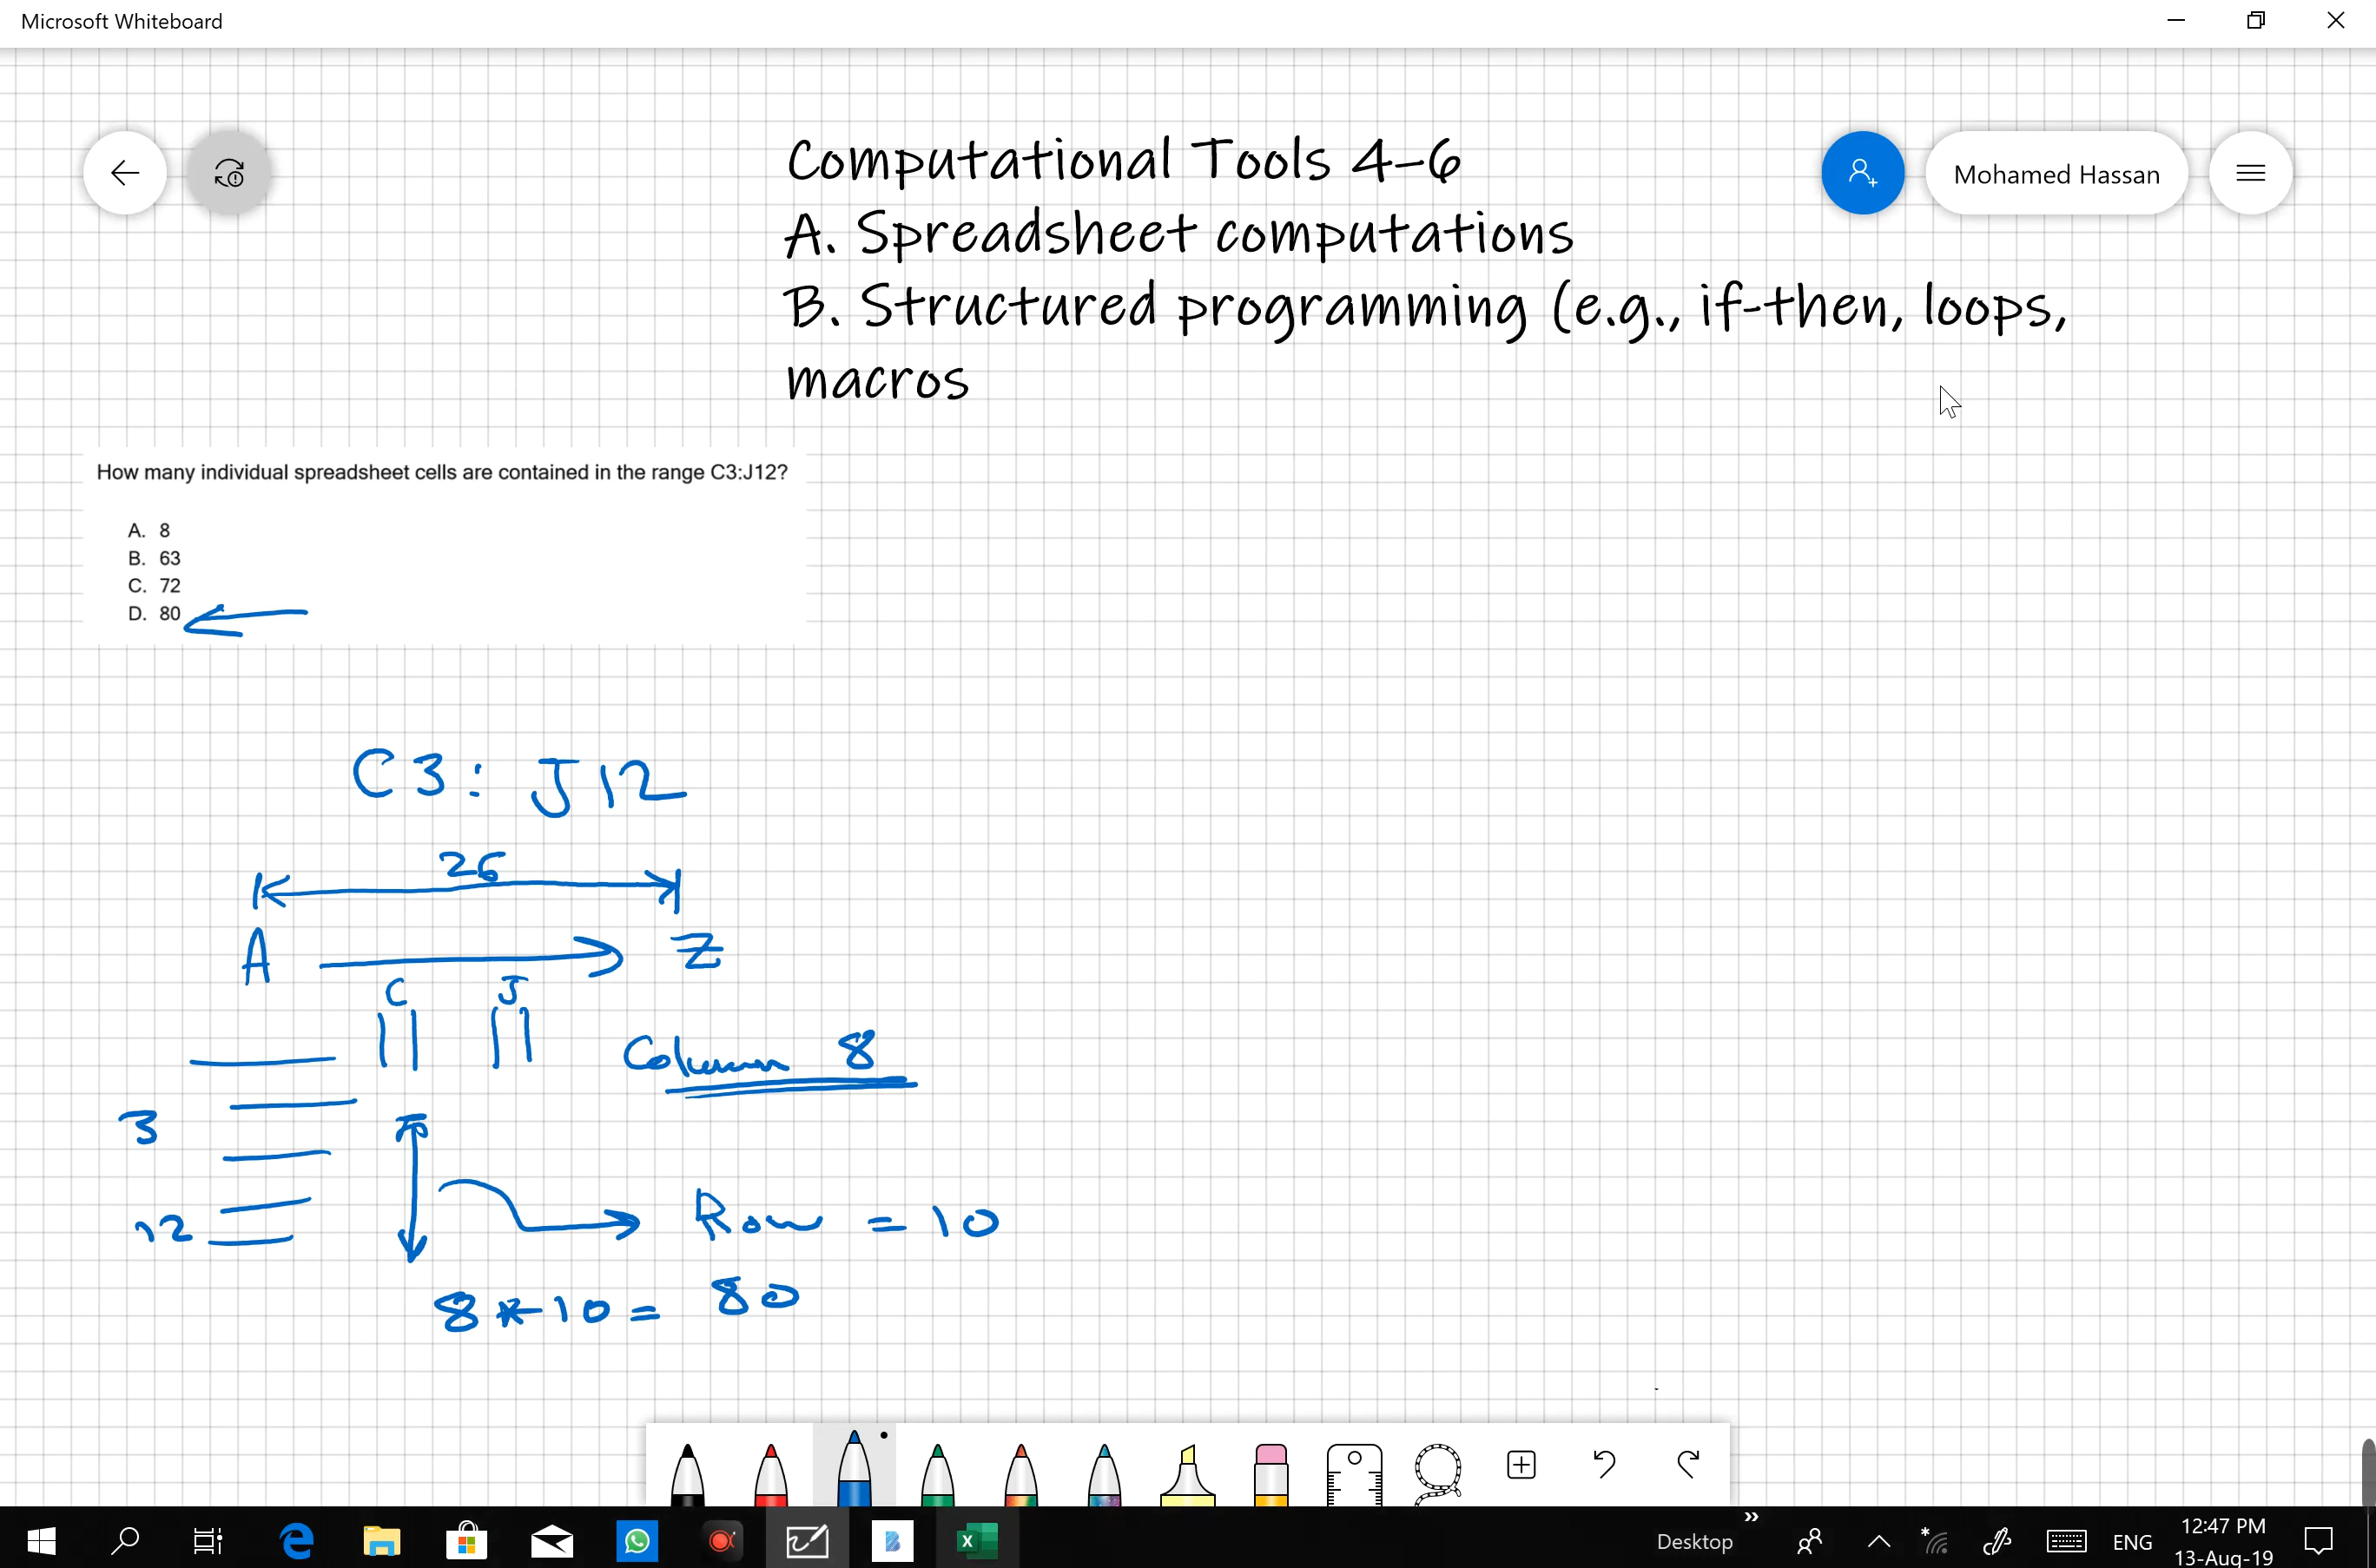 Microsoft Whiteboard
Computational Tools 4-6
A. Spreadsheet computations
B. Structured programming (e.g., if-then, loops,
macros
Mohamed Hassan
How many individual spreadsheet cells are contained in the range C3:J12?
A. 8
B. 63
C. 72
D. 80
C3: J12
26
A Z
C J
Column 8
3
12
Row = 10
8*10= 80
Desktop
ENG
12:47 PM
13-Aug-19